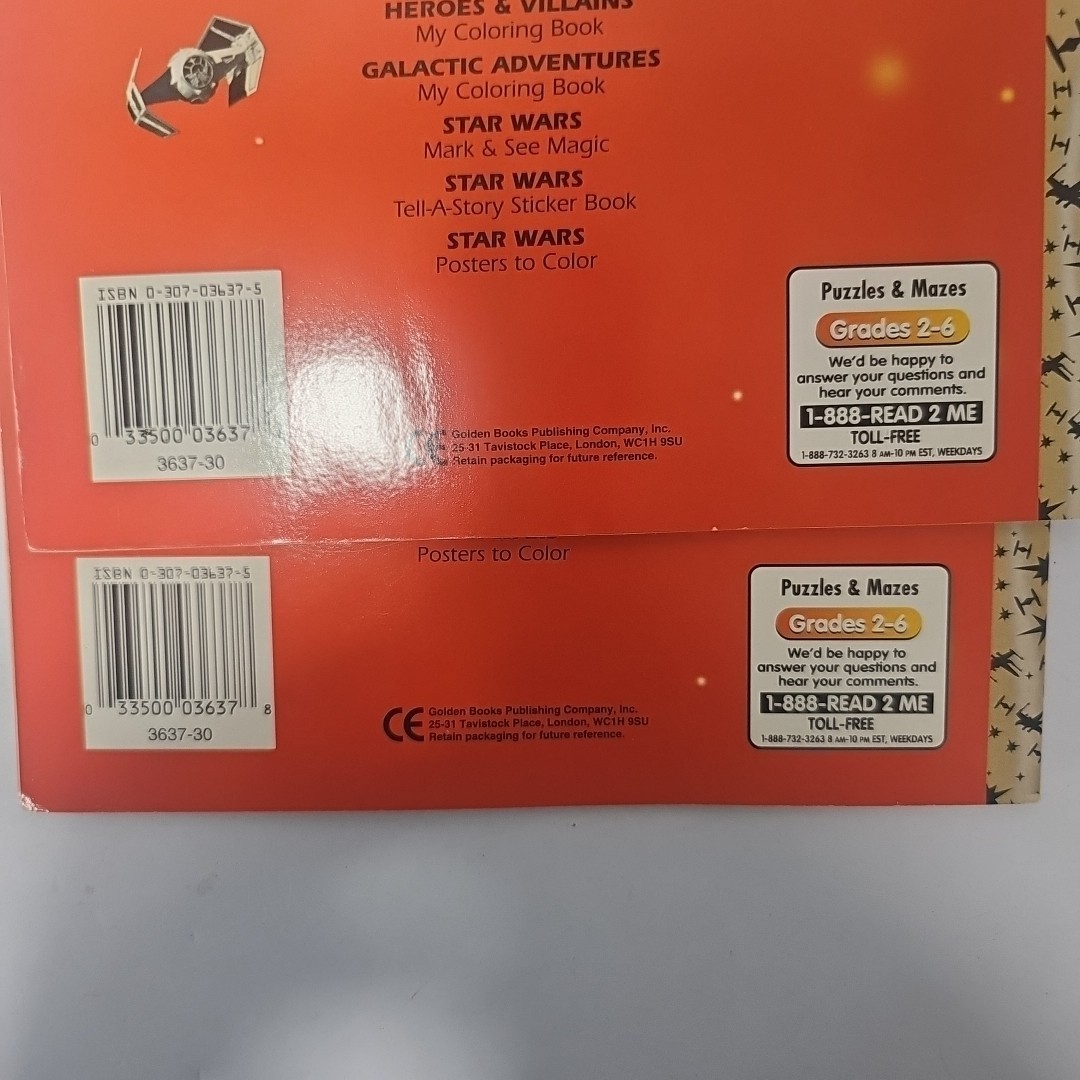 HEROES & VILLAINS
My Coloring Book
GALACTIC ADVENTURES
My Coloring Book
STAR WARS
Mark & See Magic
STAR WARS
Tell-A-Story Sticker Book
STAR WARS
Posters to Color
ISBN 0-307-03637-5
0 33500 03637
3637-30
CE
Golden Books Publishing Company, Inc.
25-31 Tavistock Place, London, WC1H 9SU
Retain packaging for future reference.
Puzzles & Mazes
Grades 2-6
We'd be happy to
answer your questions and
hear your comments.
1-888-READ 2 ME
TOLL-FREE
1-888-732-3263 8 AM-10 PM EST, WEEKDAYS
Posters to Color
ISBN 0-307-03637-5
0 33500 03637 8
3637-30
CE
Golden Books Publishing Company, Inc.
25-31 Tavistock Place, London, WC1H 9SU
Retain packaging for future reference.
Puzzles & Mazes
Grades 2-6
We'd be happy to
answer your questions and
hear your comments.
1-888-READ 2 ME
TOLL-FREE
1-888-732-3263 8 AM-10 PM EST, WEEKDAYS